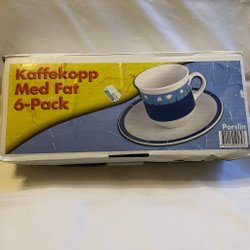 Kaffekopp
Med Fat
6-Pack
Porslin